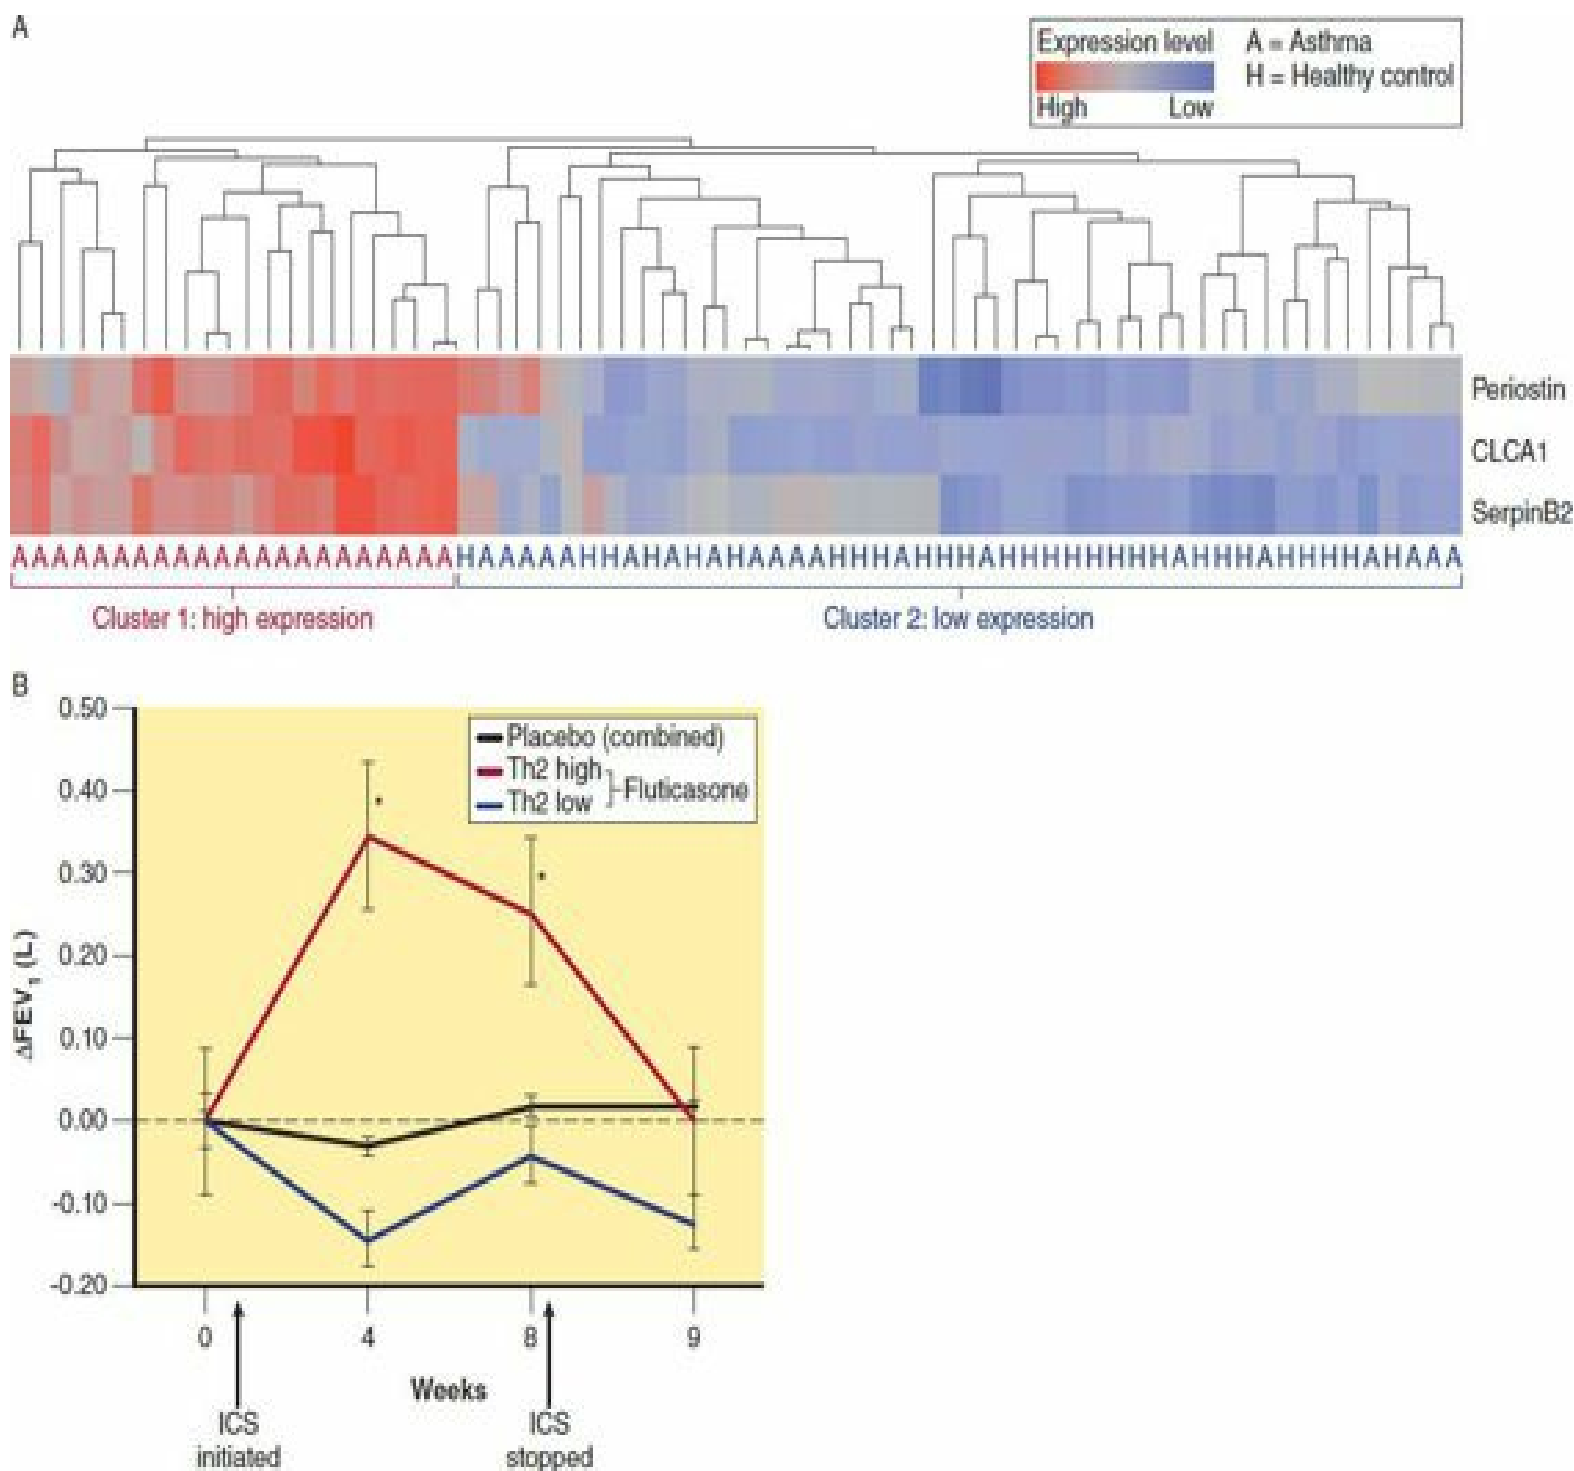 A
Expression level
High Low
A = Asthma
H = Healthy control
Periostin
CLCA1
SerpinB2
A A A A A A A A A A A A A A A A A A A A A A H A A A A A H H A H A H A H A A A A H H H A H H H A H H H H H H H H A H H H A H H H H A H A A A
Cluster 1: high expression
Cluster 2: low expression
B
0.50
0.40
0.30
0.20
0.10
0.00
-0.10
-0.20
ΔFEV1 (L)
Placebo (combined)
Th2 high
Th2 low
Fluticasone
0 4 8 9
Weeks
ICS
initiated
ICS
stopped